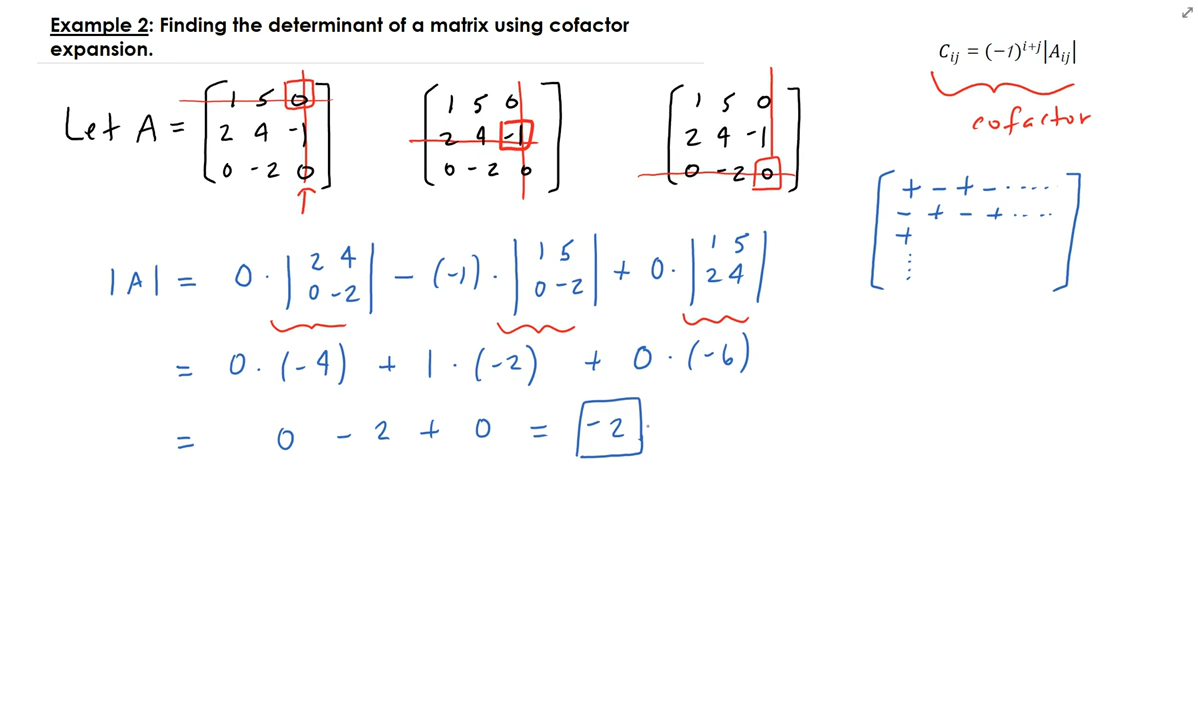 Example 2: Finding the determinant of a matrix using cofactor
expansion.
C_ij = (-1)^{i+j}|A_ij|
cofactor
Let A = [1 5 0; 2 4 -1; 0 -2 0] [1 5 0; 2 4 -1; 0 -2 0] [1 5 0; 2 4 -1; 0 -2 0]
[+ - + - ....
- + - + ....
+
⋮]
|A| = 0 · |2 4; 0 -2| - (-1) · |1 5; 0 -2| + 0 · |1 5; 2 4|
= 0 · (-4) + 1 · (-2) + 0 · (-6)
= 0 - 2 + 0 = -2